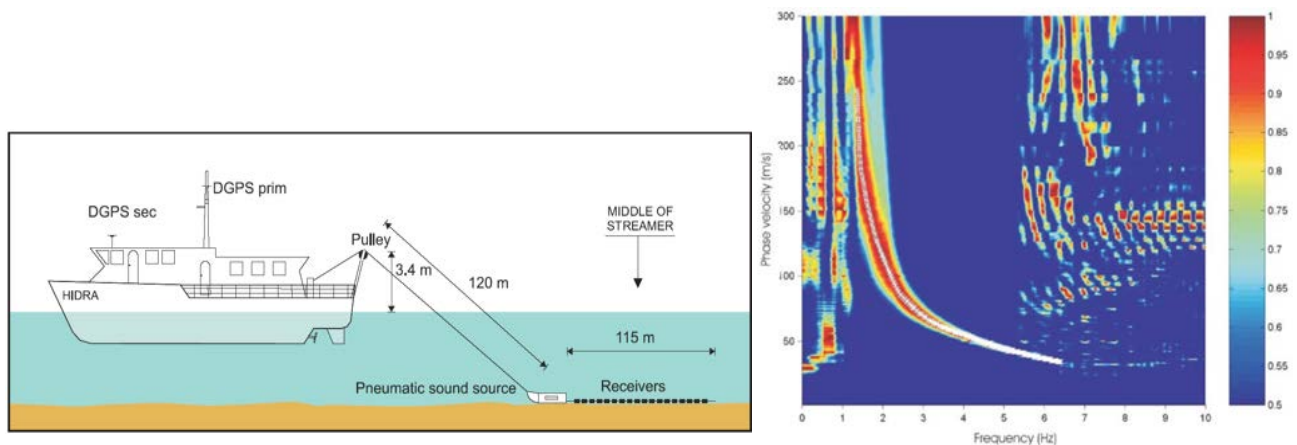 DGPS prim
DGPS sec
Pulley
3.4 m
120 m
MIDDLE OF
STREAMER
HIDRA
115 m
Pneumatic sound source
Receivers
300
250
200
150
100
50
Phase velocity (m/s)
0 1 2 3 4 5 6 7 8 9 10
Frequency (Hz)
1
0.95
0.9
0.85
0.8
0.75
0.7
0.65
0.6
0.55
0.5